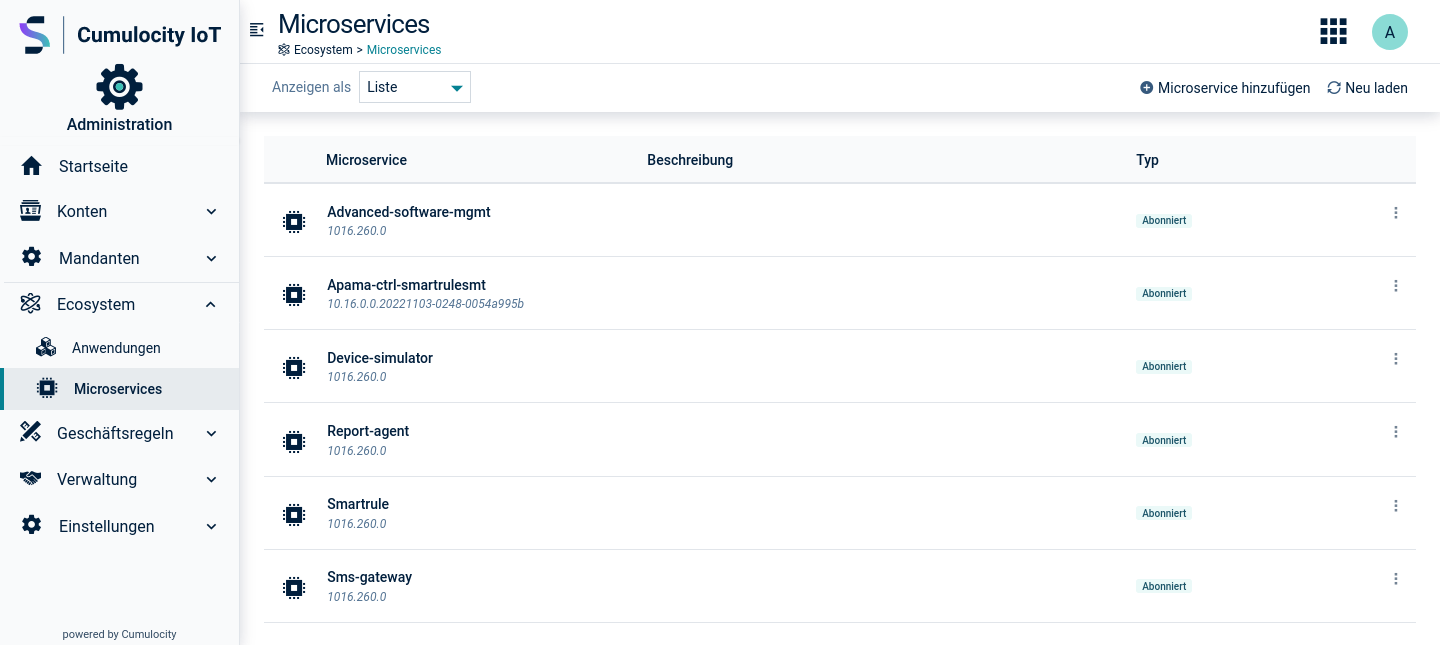 Cumulocity IoT
Administration
Startseite
Konten
Mandanten
Ecosystem
Anwendungen
Microservices
Geschäftsregeln
Verwaltung
Einstellungen
powered by Cumulocity
Microservices
Ecosystem > Microservices
A
Anzeigen als Liste
Microservice hinzufügen Neu laden
Microservice Beschreibung Typ
Advanced-software-mgmt
1016.260.0
Abonniert
Apama-ctrl-smartrulesmt
10.16.0.0.20221103-0248-0054a995b
Abonniert
Device-simulator
1016.260.0
Abonniert
Report-agent
1016.260.0
Abonniert
Smartrule
1016.260.0
Abonniert
Sms-gateway
1016.260.0
Abonniert